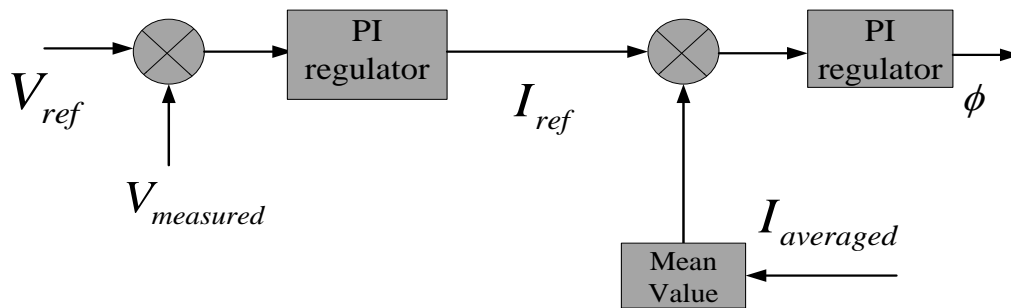 PI
regulator
PI
regulator
V_ref
I_ref
ϕ
V_measured
I_averaged
Mean
Value